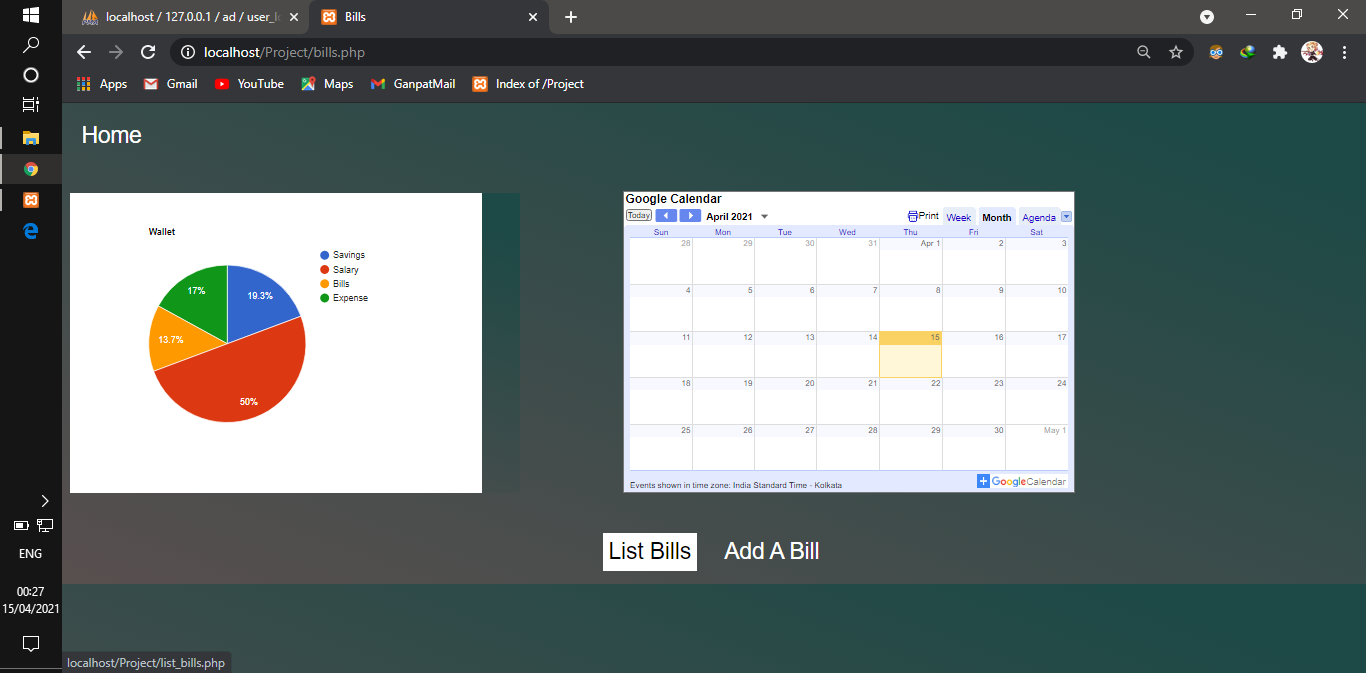 localhost / 127.0.0.1 / ad / user_l
Bills
localhost/Project/bills.php
Apps
Gmail
YouTube
Maps
GanpatMail
Index of /Project
Home
Wallet
Savings
Salary
Bills
Expense
17%
19.3%
13.7%
50%
Google Calendar
Today
April 2021
Print
Week
Month
Agenda
Sun Mon Tue Wed Thu Fri Sat
28 29 30 31 Apr 1 2 3
4 5 6 7 8 9 10
11 12 13 14 15 16 17
18 19 20 21 22 23 24
25 26 27 28 29 30 May 1
Events shown in time zone: India Standard Time - Kolkata
GoogleCalendar
List Bills
Add A Bill
ENG
00:27
15/04/2021
localhost/Project/list_bills.php